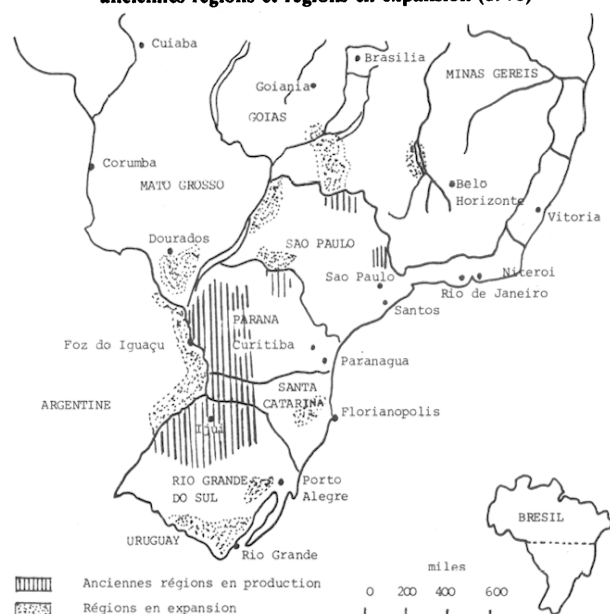 anciennes régions et régions en expansion
Cuiaba
Brasilia
MINAS GEREIS
Goiania
GOIAS
Corumba
MATO GROSSO
Belo
Horizonte
Vitoria
Dourados
SAO PAULO
Sao Paulo
Niteroi
Rio de Janeiro
Santos
PARANA
Foz do Iguaçu
Curitiba
Paranagua
SANTA
CATARINA
ARGENTINE
Florianopolis
Ijui
RIO GRANDE
DO SUL
Porto
Alegre
BRESIL
URUGUAY
Rio Grande
miles
Anciennes régions en production
0 200 400 600
Régions en expansion